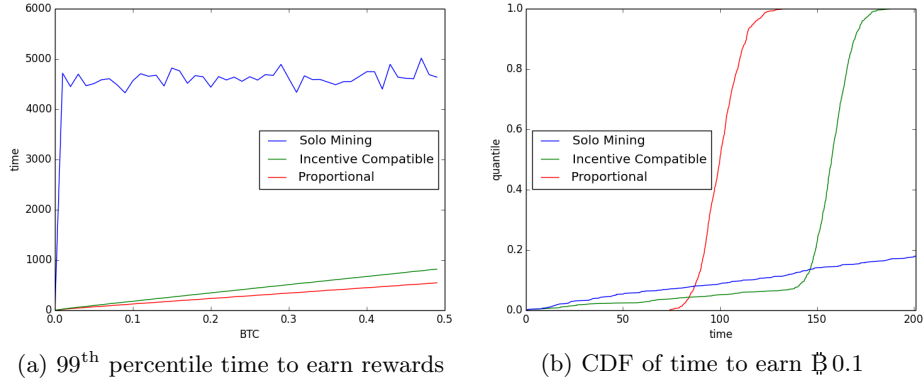 6000
5000
4000
3000
2000
1000
0
time
0.0 0.1 0.2 0.3 0.4 0.5
BTC
Solo Mining
Incentive Compatible
Proportional
(a) 99th percentile time to earn rewards
1.0
0.8
0.6
0.4
0.2
0.0
quantile
0 50 100 150 200
time
Solo Mining
Incentive Compatible
Proportional
(b) CDF of time to earn ₿ 0.1